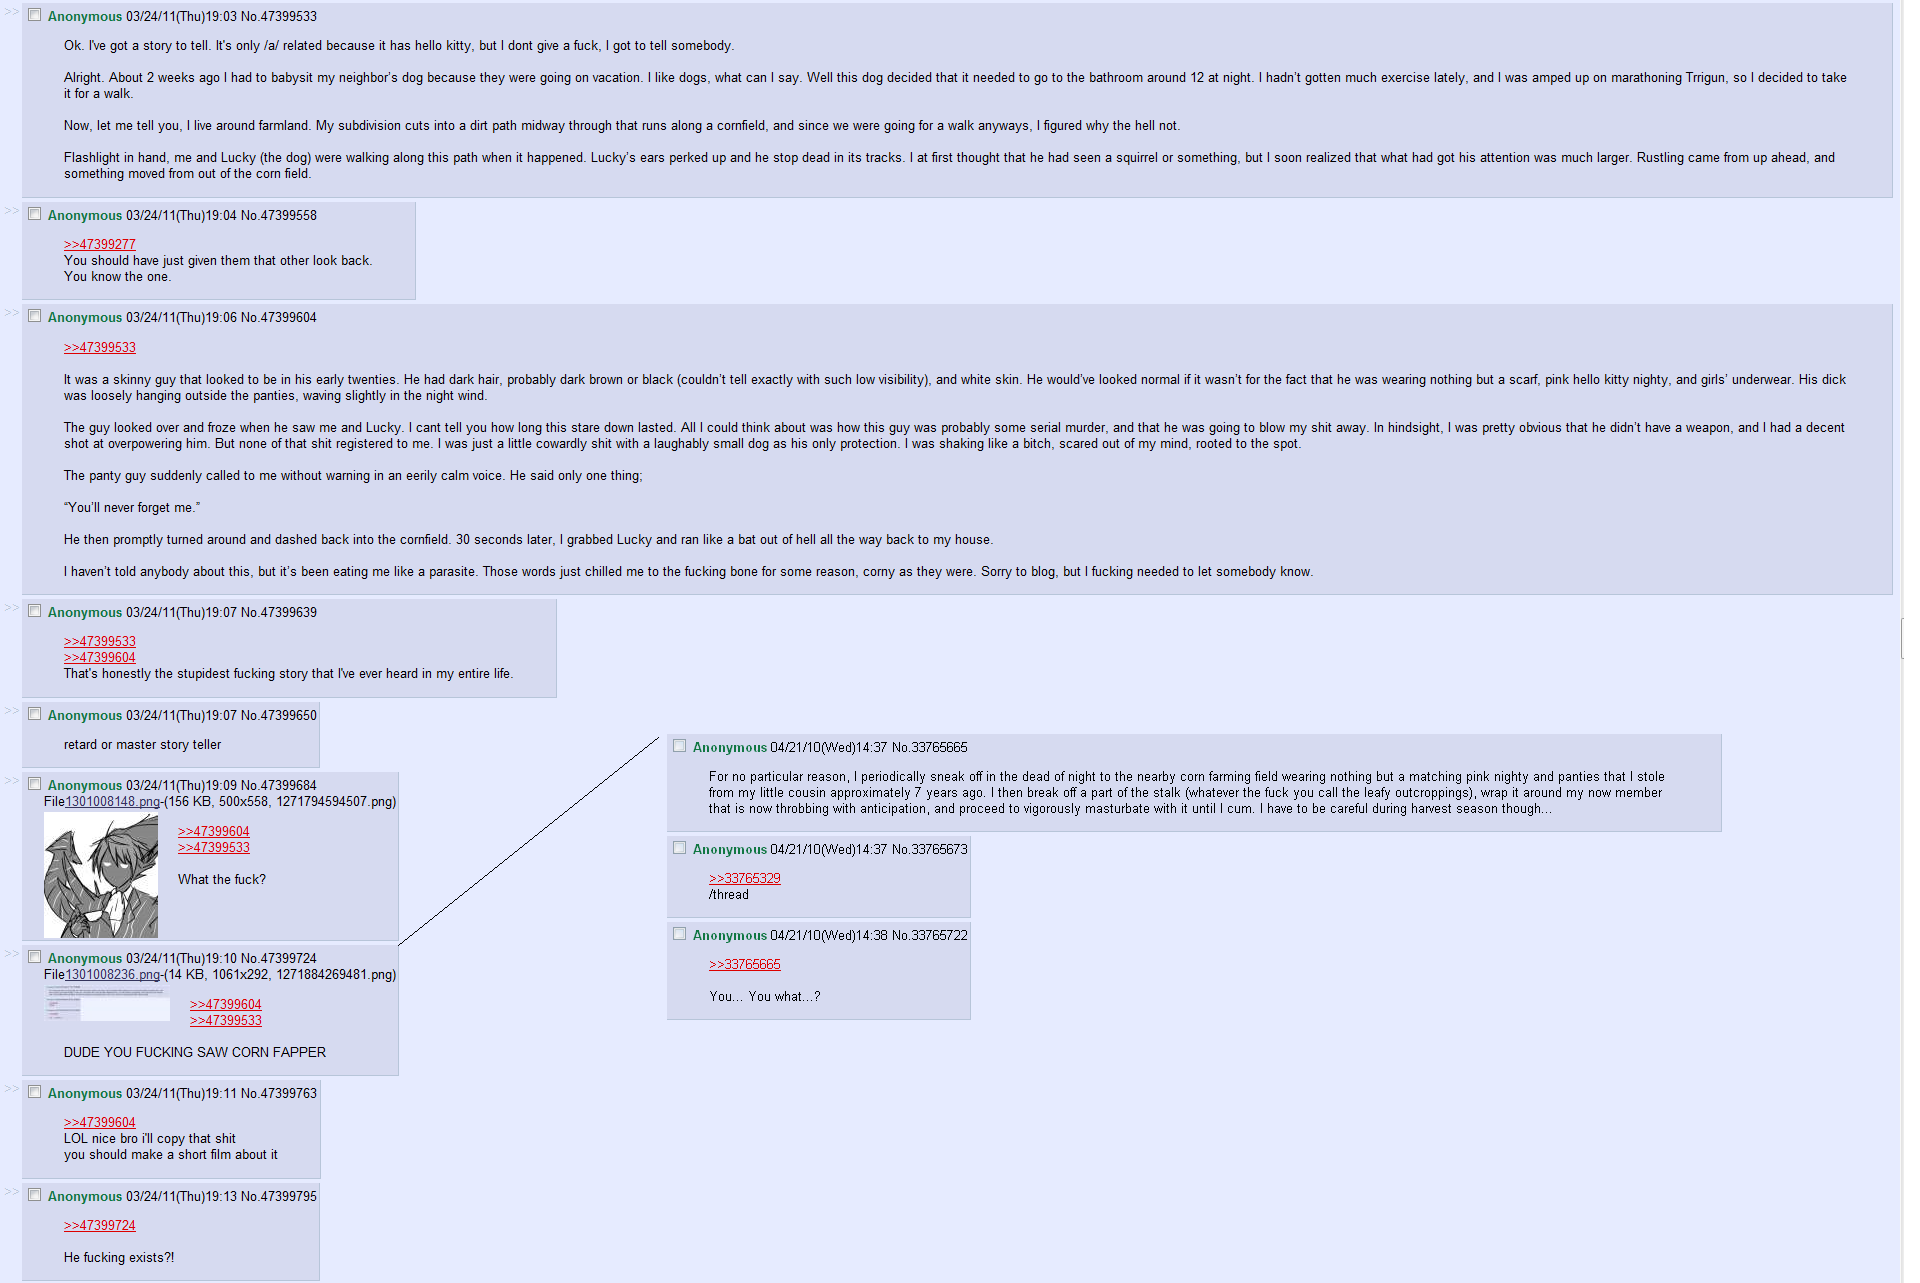 >> Anonymous 03/24/11(Thu)19:03 No.47399533
Ok. I've got a story to tell. It's only /a/ related because it has hello kitty, but I dont give a fuck, I got to tell somebody.
Alright. About 2 weeks ago I had to babysit my neighbor's dog because they were going on vacation. I like dogs, what can I say. Well this dog decided that it needed to go to the bathroom around 12 at night. I hadn't gotten much exercise lately, and I was amped up on marathoning Trrigun, so I decided to take
it for a walk.
Now, let me tell you, I live around farmland. My subdivision cuts into a dirt path midway through that runs along a cornfield, and since we were going for a walk anyways, I figured why the hell not.
Flashlight in hand, me and Lucky (the dog) were walking along this path when it happened. Lucky's ears perked up and he stop dead in its tracks. I at first thought that he had seen a squirrel or something, but I soon realized that what had got his attention was much larger. Rustling came from up ahead, and
something moved from out of the corn field.
>> Anonymous 03/24/11(Thu)19:04 No.47399558
>>47399277
You should have just given them that other look back.
You know the one.
>> Anonymous 03/24/11(Thu)19:06 No.47399604
>>47399533
It was a skinny guy that looked to be in his early twenties. He had dark hair, probably dark brown or black (couldn't tell exactly with such low visibility), and white skin. He would've looked normal if it wasn't for the fact that he was wearing nothing but a scarf, pink hello kitty nighty, and girls' underwear. His dick
was loosely hanging outside the panties, waving slightly in the night wind.
The guy looked over and froze when he saw me and Lucky. I cant tell you how long this stare down lasted. All I could think about was how this guy was probably some serial murder, and that he was going to blow my shit away. In hindsight, I was pretty obvious that he didn't have a weapon, and I had a decent
shot at overpowering him. But none of that shit registered to me. I was just a little cowardly shit with a laughably small dog as his only protection. I was shaking like a bitch, scared out of my mind, rooted to the spot.
The panty guy suddenly called to me without warning in an eerily calm voice. He said only one thing;
“You'll never forget me.”
He then promptly turned around and dashed back into the cornfield. 30 seconds later, I grabbed Lucky and ran like a bat out of hell all the way back to my house.
I haven't told anybody about this, but it's been eating me like a parasite. Those words just chilled me to the fucking bone for some reason, corny as they were. Sorry to blog, but I fucking needed to let somebody know.
>> Anonymous 03/24/11(Thu)19:07 No.47399639
>>47399533
>>47399604
That's honestly the stupidest fucking story that I've ever heard in my entire life.
>> Anonymous 03/24/11(Thu)19:07 No.47399650
retard or master story teller
>> Anonymous 03/24/11(Thu)19:09 No.47399684
File1301008148.png-(156 KB, 500x558, 1271794594507.png)
>>47399604
>>47399533
What the fuck?
>> Anonymous 03/24/11(Thu)19:10 No.47399724
File1301008236.png-(14 KB, 1061x292, 1271884269481.png)
>>47399604
>>47399533
DUDE YOU FUCKING SAW CORN FAPPER
Anonymous 04/21/10(Wed)14:37 No.33765665
For no particular reason, I periodically sneak off in the dead of night to the nearby corn farming field wearing nothing but a matching pink nighty and panties that I stole
from my little cousin approximately 7 years ago. I then break off a part of the stalk (whatever the fuck you call the leafy outcroppings), wrap it around my now member
that is now throbbing with anticipation, and proceed to vigorously masturbate with it until I cum. I have to be careful during harvest season though...
Anonymous 04/21/10(Wed)14:37 No.33765673
>>33765329
/thread
Anonymous 04/21/10(Wed)14:38 No.33765722
>>33765665
You... You what...?
>> Anonymous 03/24/11(Thu)19:11 No.47399763
>>47399604
LOL nice bro i'll copy that shit
you should make a short film about it
>> Anonymous 03/24/11(Thu)19:13 No.47399795
>>47399724
He fucking exists?!